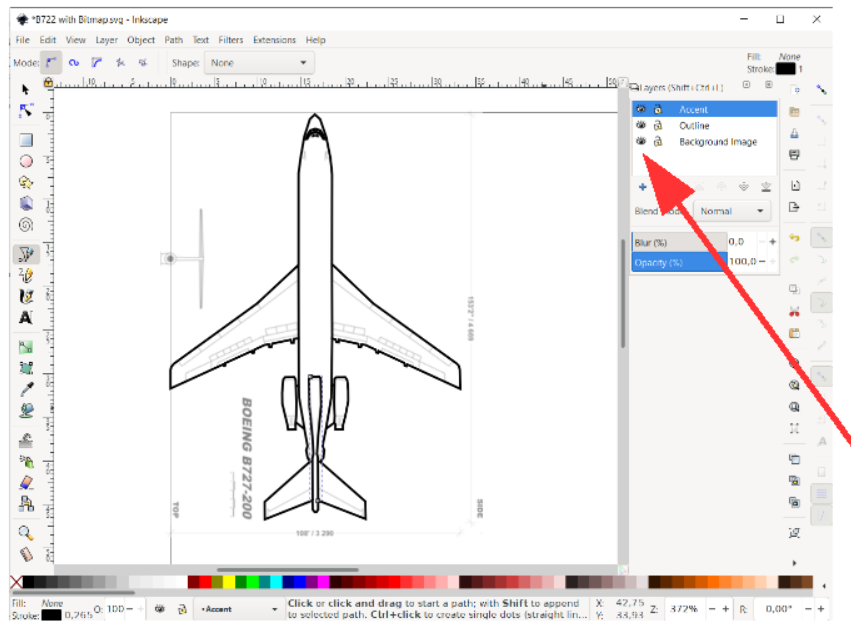 *B722 with Bitmap.svg - Inkscape
File Edit View Layer Object Path Text Filters Extensions Help
Mode: Shape: None
Fill: None
Stroke: 1
Layers (Shift+Ctrl+L)
Accent
Outline
Background Image
Blend mode: Normal
Blur (%) 0,0 - +
Opacity (%) 100,0 - +
BOEING B727-200
TOP
SIDE
153'2" / 4 669
108' / 3 290
Fill: None
Stroke: 0,265 O: 100 - +
•Accent
Click or click and drag to start a path; with Shift to append
to selected path. Ctrl+click to create single dots (straight lin...
X: 42,75
Y: 33,93
Z: 372% - + R: 0,00° - +